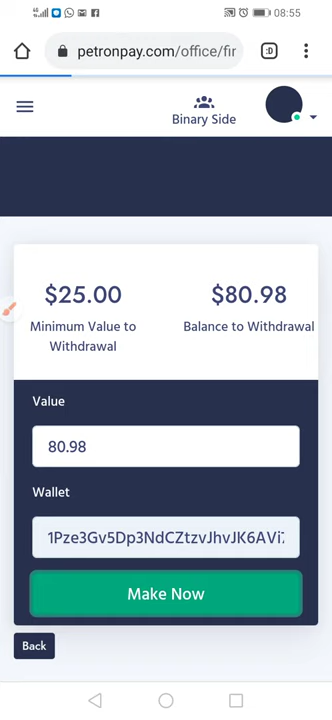 08:55
petronpay.com/office/fir
:D
Binary Side
$25.00
Minimum Value to
Withdrawal
$80.98
Balance to Withdrawal
Value
80.98
Wallet
1Pze3Gv5Dp3NdCZtzvJhvJK6AVi7
Make Now
Back